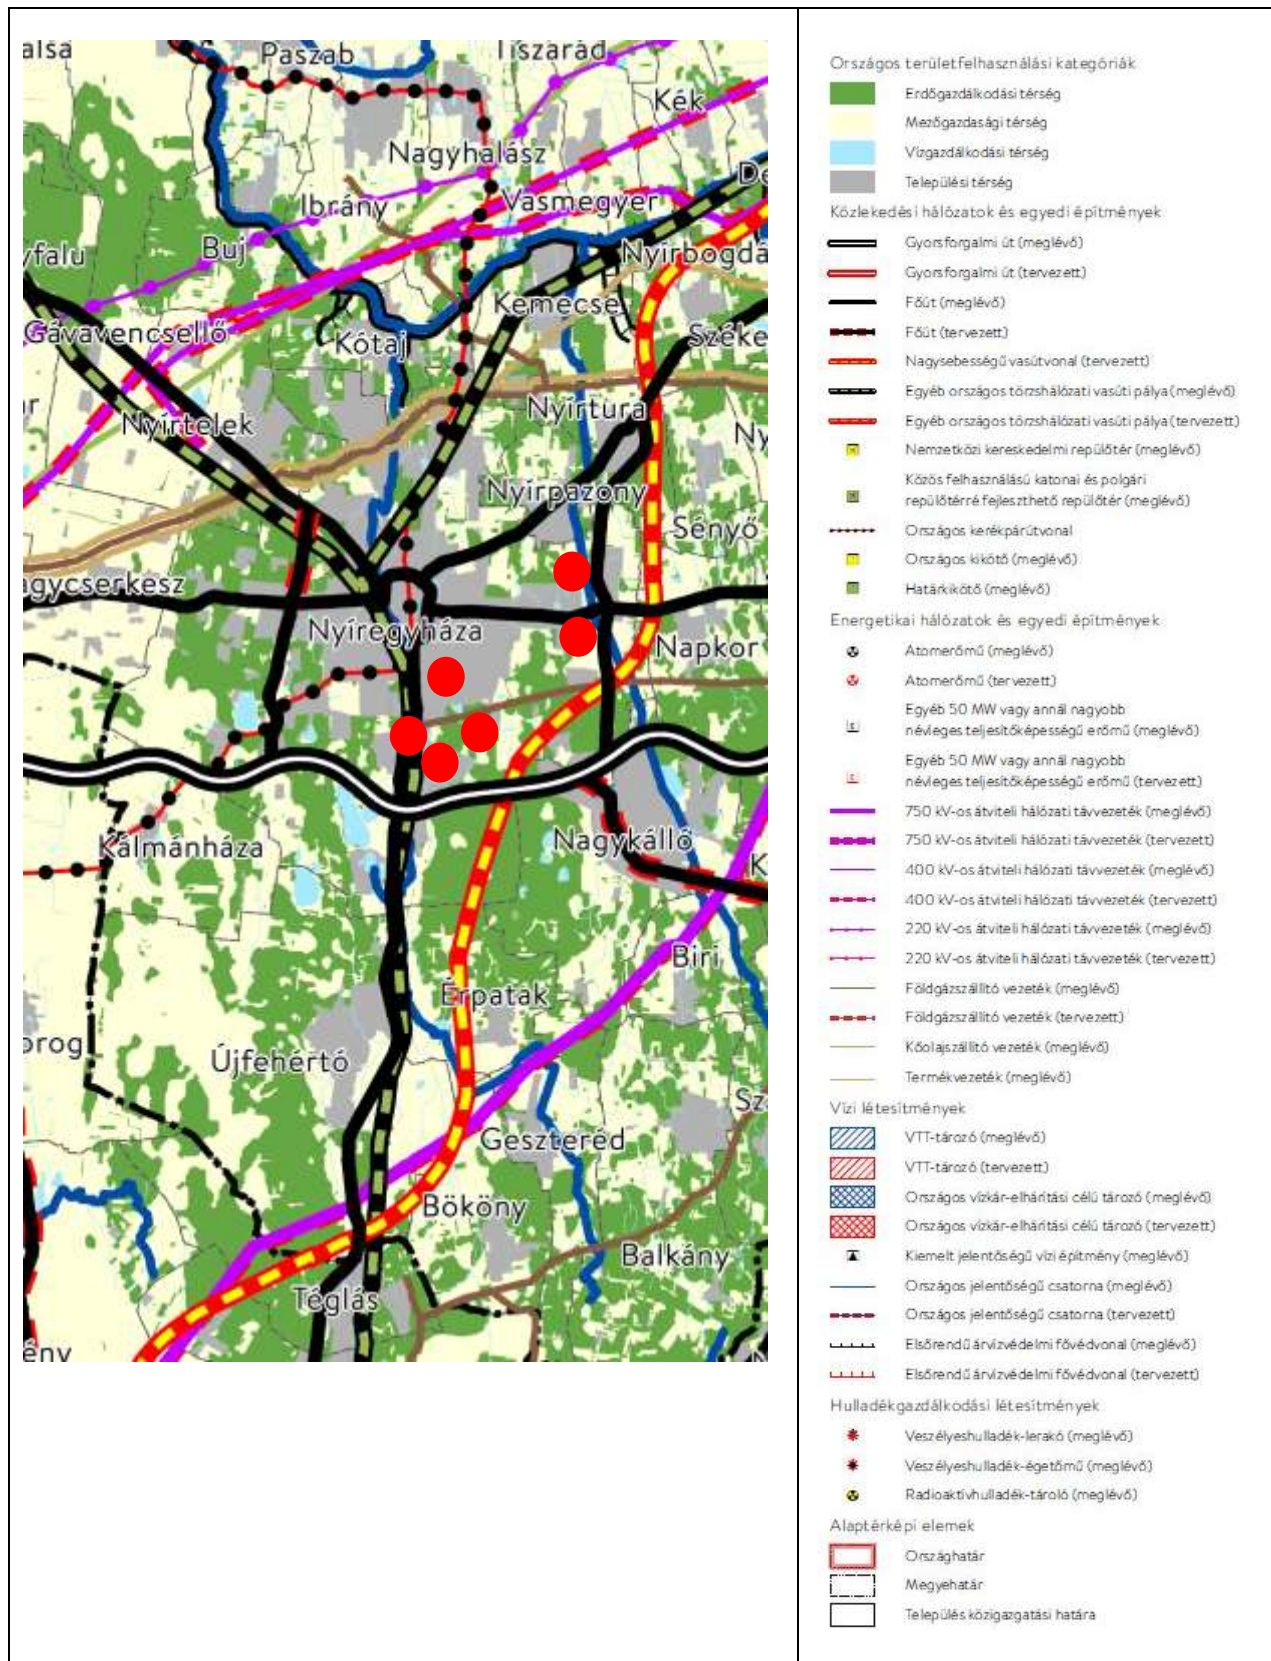 alsa
Paszab
Tiszarád
Kék
Nagyhalász
De
Ibrány
Vasmegyer
Buj
yfalu
Nyírbogdá
Kemecse
Gávavencsellő
Kótaj
Széke
ar
Nyírtelek
Nyírtura
Ny
Nyírpazony
Sényő
agycserkész
Nyíregyháza
Napkor
Kálmánháza
Nagykálló
K
Biri
Érpatak
orog
Újfehértó
Sz
Geszteréd
Bököny
Balkány
Téglás
ény
Országos területfelhasználási kategóriák
Erdőgazdálkodási térség
Mezőgazdasági térség
Vízgazdálkodási térség
Települési térség
Közlekedési hálózatok és egyedi építmények
Gyorsforgalmi út (meglévő)
Gyorsforgalmi út (tervezett)
Főút (meglévő)
Főút (tervezett)
Nagysebességű vasútvonal (tervezett)
Egyéb országos törzshálózati vasúti pálya (meglévő)
Egyéb országos törzshálózati vasúti pálya (tervezett)
Nemzetközi kereskedelmi repülőtér (meglévő)
Közös felhasználású katonai és polgári
repülőtérré fejleszthető repülőtér (meglévő)
Országos kerékpárútvonal
Országos kikötő (meglévő)
Határkikötő (meglévő)
Energetikai hálózatok és egyedi építmények
Atomerőmű (meglévő)
Atomerőmű (tervezett)
Egyéb 50 MW vagy annál nagyobb
névleges teljesítőképességű erőmű (meglévő)
Egyéb 50 MW vagy annál nagyobb
névleges teljesítőképességű erőmű (tervezett)
750 kV-os átviteli hálózati távvezeték (meglévő)
750 kV-os átviteli hálózati távvezeték (tervezett)
400 kV-os átviteli hálózati távvezeték (meglévő)
400 kV-os átviteli hálózati távvezeték (tervezett)
220 kV-os átviteli hálózati távvezeték (meglévő)
220 kV-os átviteli hálózati távvezeték (tervezett)
Földgázszállító vezeték (meglévő)
Földgázszállító vezeték (tervezett)
Kőolajszállító vezeték (meglévő)
Termékvezeték (meglévő)
Vízi létesítmények
VTT-tározó (meglévő)
VTT-tározó (tervezett)
Országos vízkár-elhárítási célú tározó (meglévő)
Országos vízkár-elhárítási célú tározó (tervezett)
Kiemelt jelentőségű vízi építmény (meglévő)
Országos jelentőségű csatorna (meglévő)
Országos jelentőségű csatorna (tervezett)
Elsőrendű árvízvédelmi fővédvonal (meglévő)
Elsőrendű árvízvédelmi fővédvonal (tervezett)
Hulladékgazdálkodási létesítmények
Veszélyeshulladék-lerakó (meglévő)
Veszélyeshulladék-égetőmű (meglévő)
Radioaktívhulladék-tároló (meglévő)
Alaptérképi elemek
Országhatár
Megyehatár
Település közigazgatási határa